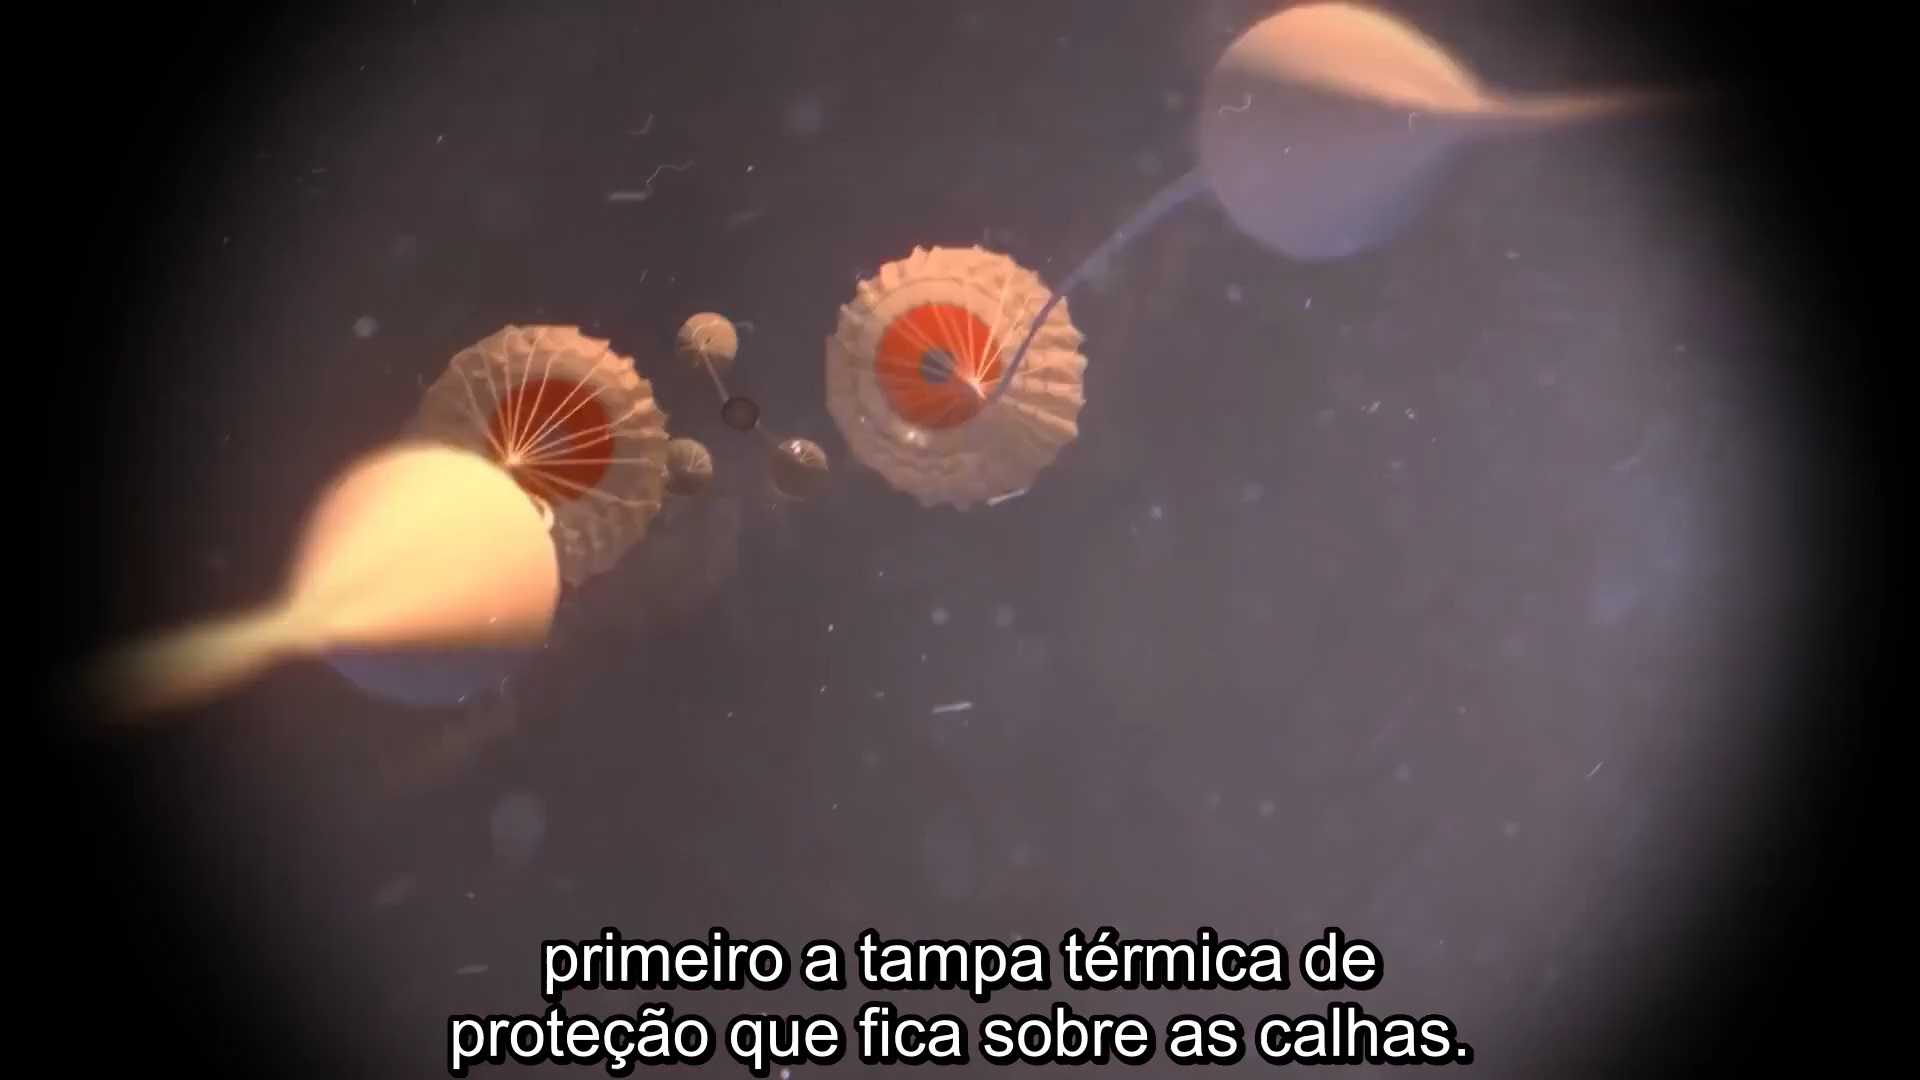 primeiro a tampa térmica de
proteção que fica sobre as calhas.